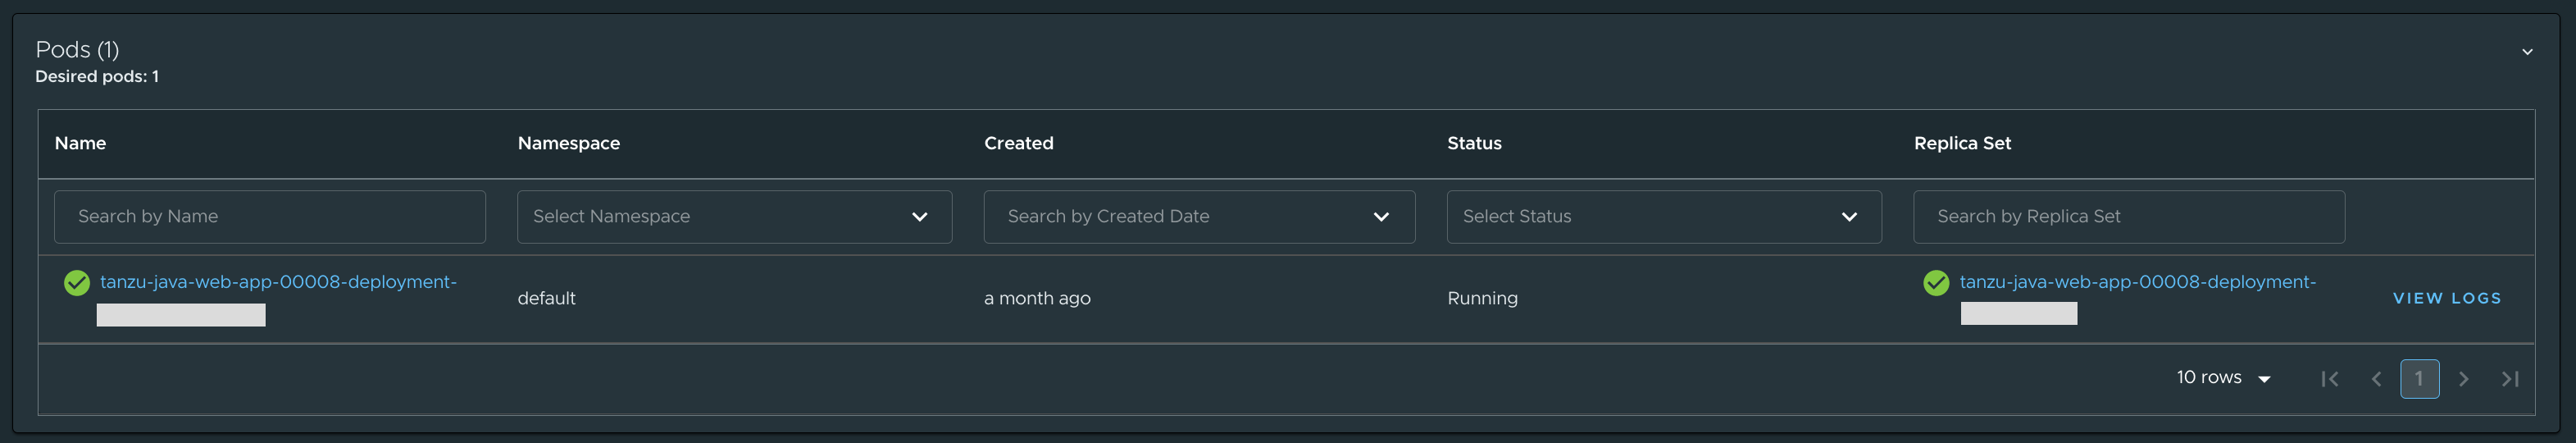 Pods (1)
Desired pods: 1
Name Namespace Created Status Replica Set
Search by Name Select Namespace Search by Created Date Select Status Search by Replica Set
tanzu-java-web-app-00008-deployment- default a month ago Running tanzu-java-web-app-00008-deployment- VIEW LOGS
10 rows 1